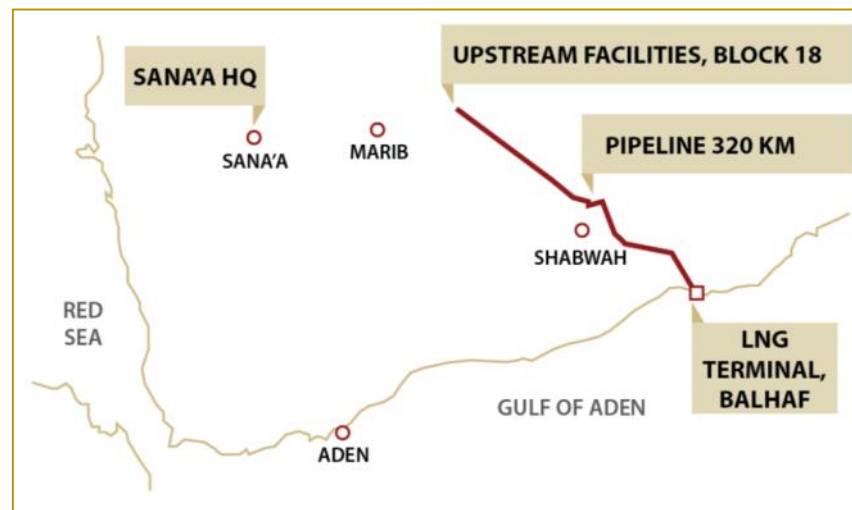 UPSTREAM FACILITIES, BLOCK 18
SANA'A HQ
SANA'A
MARIB
PIPELINE 320 KM
SHABWAH
RED
SEA
LNG
TERMINAL,
BALHAF
GULF OF ADEN
ADEN